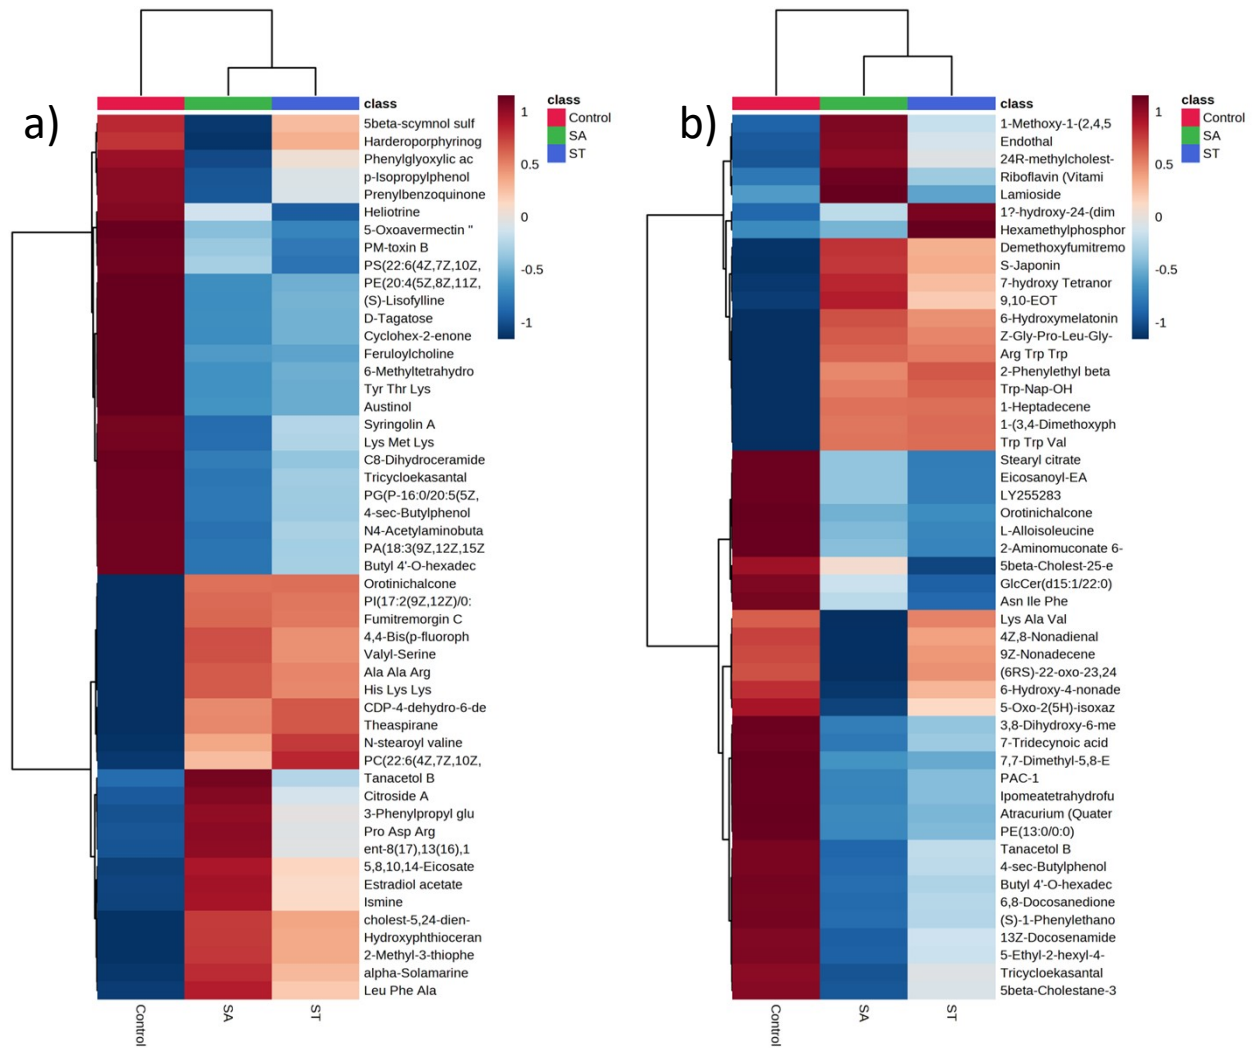 a)
class
5beta-scymnol sulf
Harderoporphyrinog
Phenylglyoxylic ac
p-Isopropylphenol
Prenylbenzoquinone
Heliotrine
5-Oxoavermectin "
PM-toxin B
PS(22:6(4Z,7Z,10Z,
PE(20:4(5Z,8Z,11Z,
(S)-Lisofylline
D-Tagatose
Cyclohex-2-enone
Feruloylcholine
6-Methyltetrahydro
Tyr Thr Lys
Austinol
Syringolin A
Lys Met Lys
C8-Dihydroceramide
Tricycloekasantal
PG(P-16:0/20:5(5Z,
4-sec-Butylphenol
N4-Acetylaminobuta
PA(18:3(9Z,12Z,15Z
Butyl 4'-O-hexadec
Orotinichalcone
PI(17:2(9Z,12Z)/0:
Fumitremorgin C
4,4-Bis(p-fluoroph
Valyl-Serine
Ala Ala Arg
His Lys Lys
CDP-4-dehydro-6-de
Theaspirane
N-stearoyl valine
PC(22:6(4Z,7Z,10Z,
Tanacetol B
Citroside A
3-Phenylpropyl glu
Pro Asp Arg
ent-8(17),13(16),1
5,8,10,14-Eicosate
Estradiol acetate
Ismine
cholest-5,24-dien-
Hydroxyphthioceran
2-Methyl-3-thiophe
alpha-Solamarine
Leu Phe Ala
Control
SA
ST
1
0.5
0
-0.5
-1
class
Control
SA
ST
b)
class
1-Methoxy-1-(2,4,5
Endothal
24R-methylcholest-
Riboflavin (Vitami
Lamioside
1?-hydroxy-24-(dim
Hexamethylphosphor
Demethoxyfumitremo
S-Japonin
7-hydroxy Tetranor
9,10-EOT
6-Hydroxymelatonin
Z-Gly-Pro-Leu-Gly-
Arg Trp Trp
2-Phenylethyl beta
Trp-Nap-OH
1-Heptadecene
1-(3,4-Dimethoxyph
Trp Trp Val
Stearyl citrate
Eicosanoyl-EA
LY255283
Orotinichalcone
L-Alloisoleucine
2-Aminomuconate 6-
5beta-Cholest-25-e
GlcCer(d15:1/22:0)
Asn Ile Phe
Lys Ala Val
4Z,8-Nonadienal
9Z-Nonadecene
(6RS)-22-oxo-23,24
6-Hydroxy-4-nonade
5-Oxo-2(5H)-isoxaz
3,8-Dihydroxy-6-me
7-Tridecynoic acid
7,7-Dimethyl-5,8-E
PAC-1
Ipomeatetrahydrofu
Atracurium (Quater
PE(13:0/0:0)
Tanacetol B
4-sec-Butylphenol
Butyl 4'-O-hexadec
6,8-Docosanedione
(S)-1-Phenylethano
13Z-Docosenamide
5-Ethyl-2-hexyl-4-
Tricycloekasantal
5beta-Cholestane-3
Control
SA
ST
1
0.5
0
-0.5
-1
class
Control
SA
ST